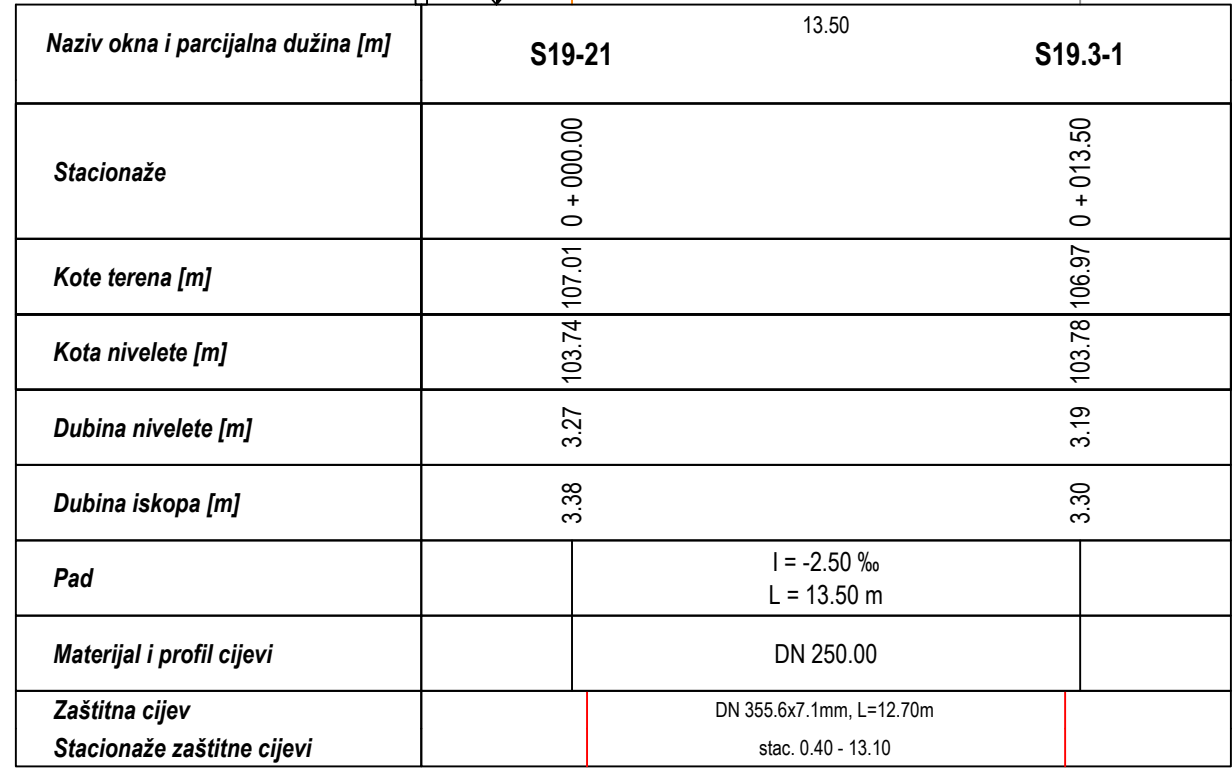 Naziv okna i parcijalna dužina [m]
13.50
S19-21
S19.3-1
Stacionaže
0 + 000.00
0 + 013.50
Kote terena [m]
107.01
106.97
Kota nivelete [m]
103.74
103.78
Dubina nivelete [m]
3.27
3.19
Dubina iskopa [m]
3.38
3.30
Pad
I = -2.50 ‰
L = 13.50 m
Materijal i profil cijevi
DN 250.00
Zaštitna cijev
DN 355.6x7.1mm, L=12.70m
Stacionaže zaštitne cijevi
stac. 0.40 - 13.10